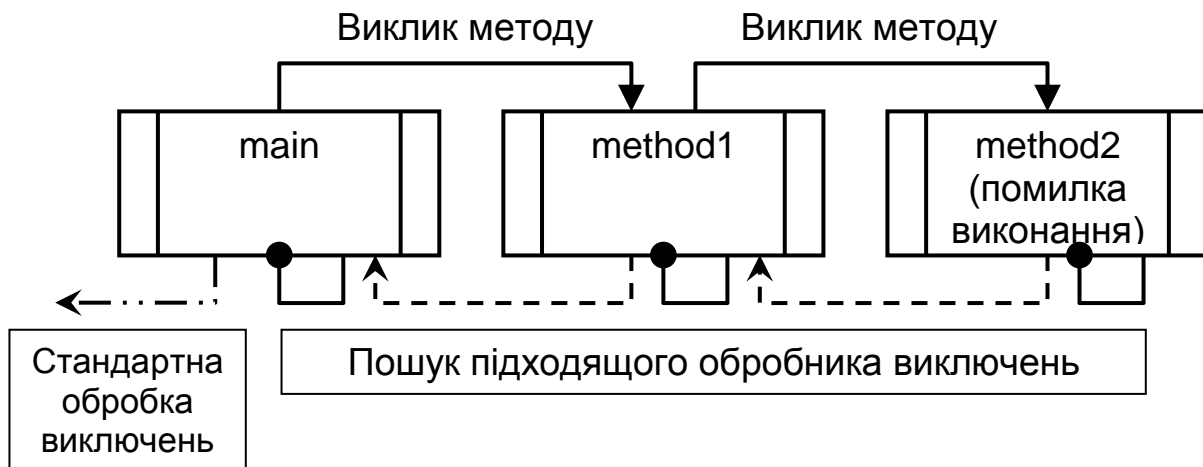 Виклик методу
Виклик методу
main
method1
method2
(помилка
виконання)
Стандартна
обробка
виключень
Пошук підходящого обробника виключень